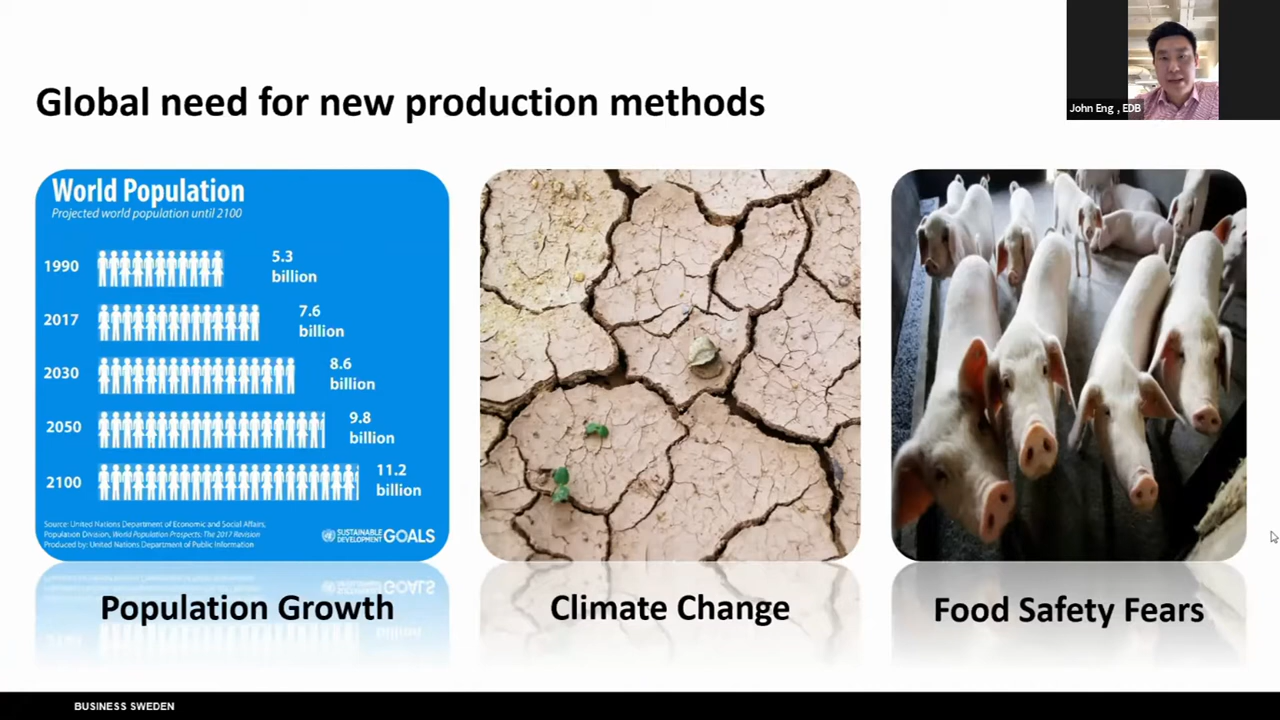 Global need for new production methods
John Eng , EDB
World Population
Projected world population until 2100
1990
5.3
billion
2017
7.6
billion
2030
8.6
billion
2050
9.8
billion
2100
11.2
billion
Source: United Nations Department of Economic and Social Affairs,
Population Division, World Population Prospects: The 2017 Revision
Produced by: United Nations Department of Public Information
SUSTAINABLE
DEVELOPMENT
GOALS
Population Growth
Climate Change
Food Safety Fears
BUSINESS SWEDEN